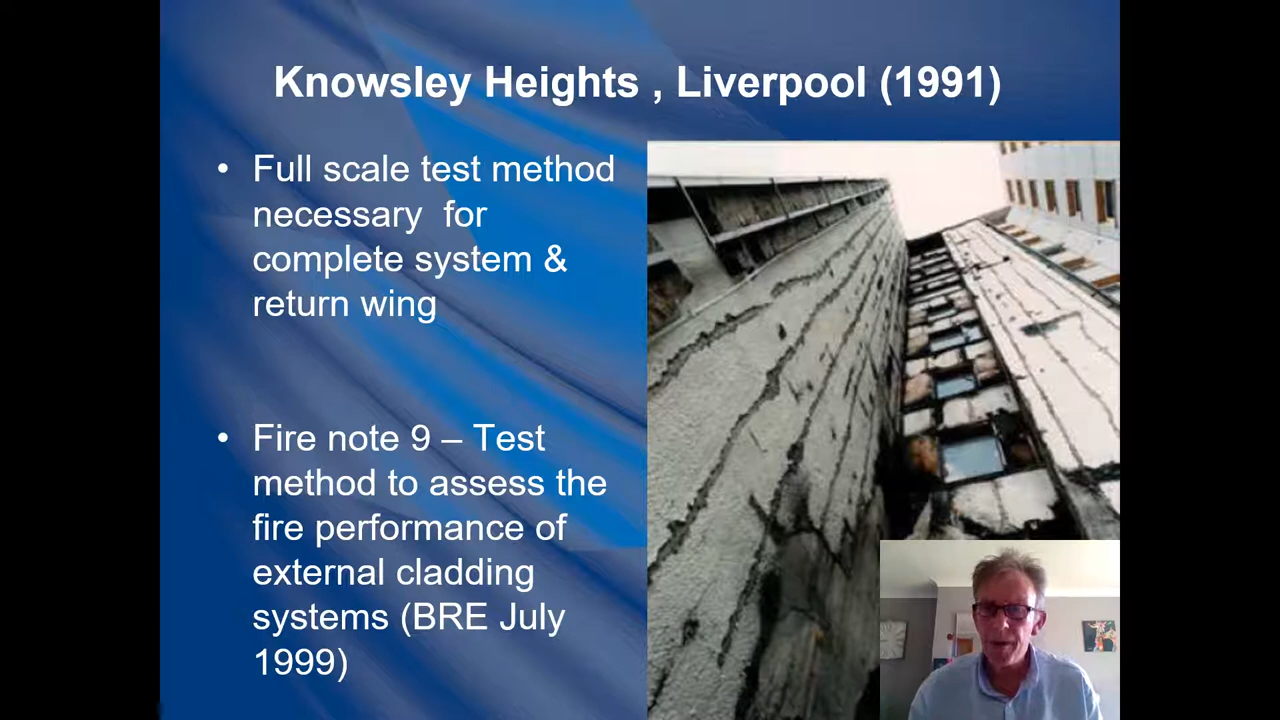 Knowsley Heights , Liverpool (1991)
• Full scale test method
necessary for
complete system &
return wing
• Fire note 9 – Test
method to assess the
fire performance of
external cladding
systems (BRE July
1999)